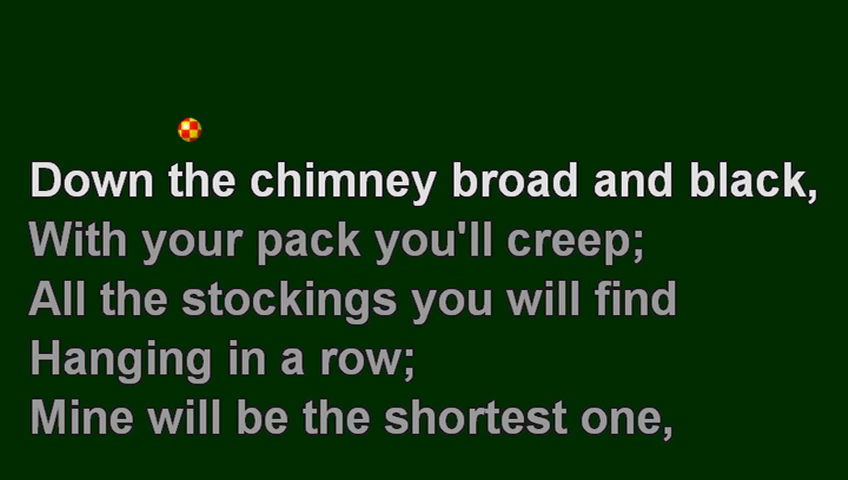 Down the chimney broad and black,
With your pack you'll creep;
All the stockings you will find
Hanging in a row;
Mine will be the shortest one,